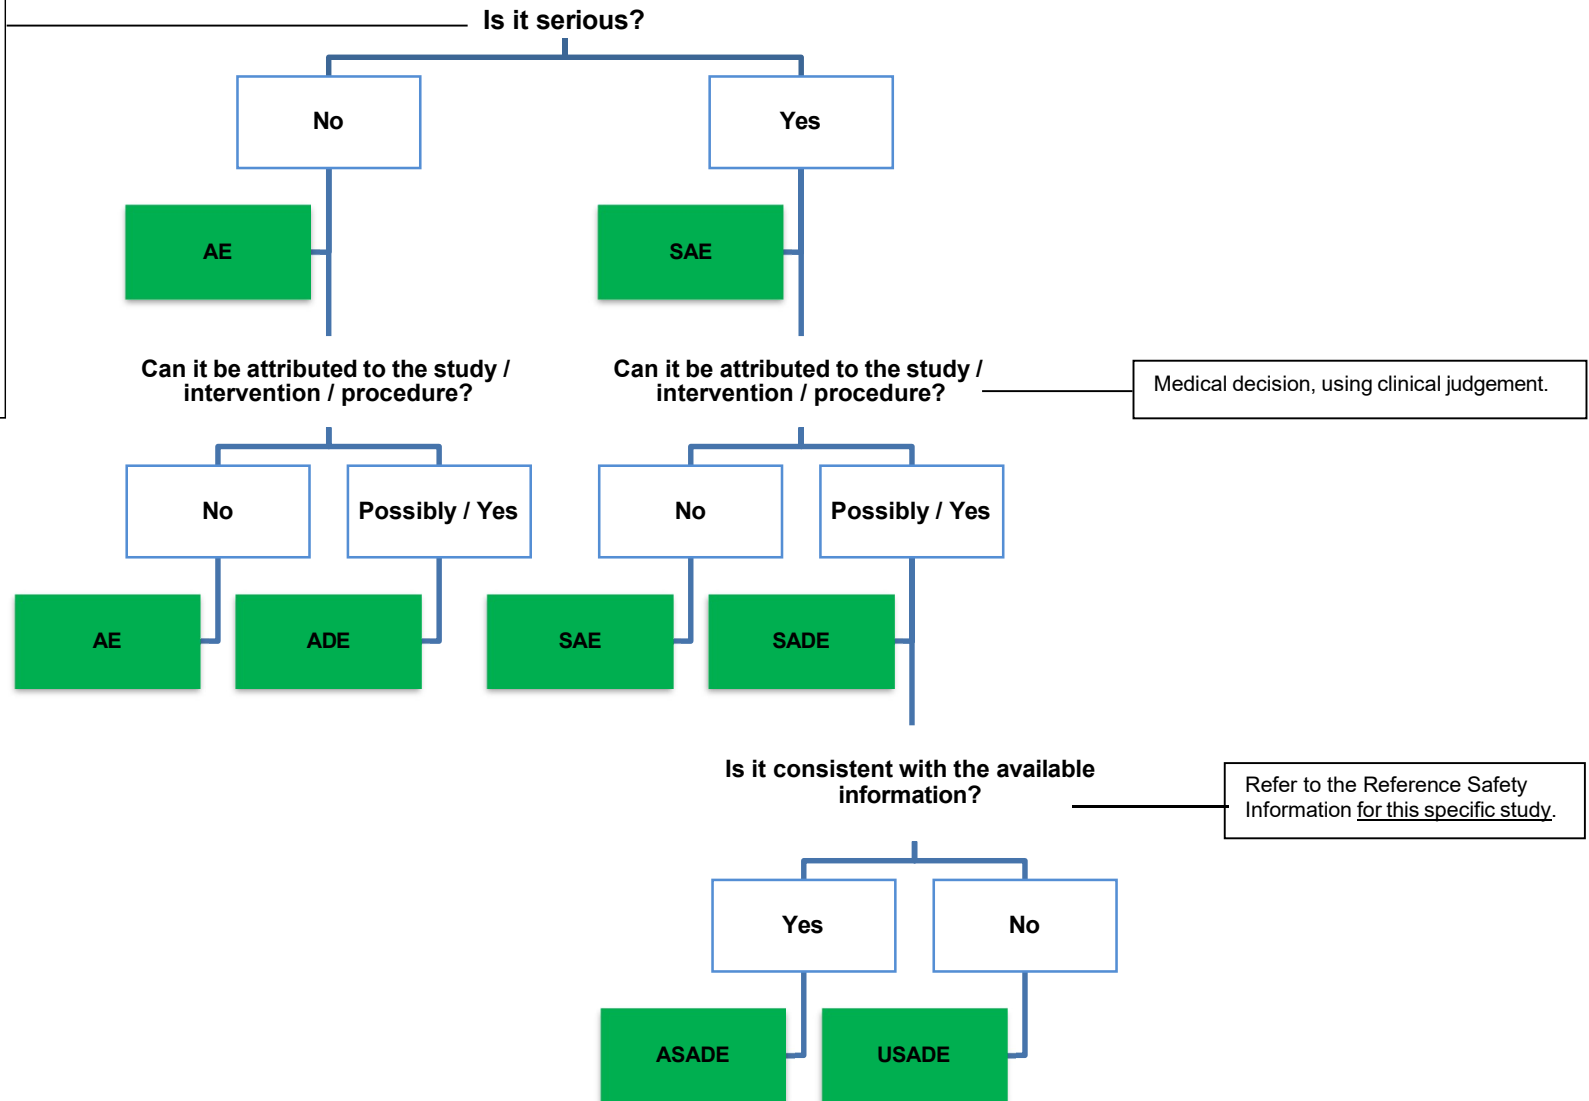 Is it serious?
No
Yes
AE
SAE
Can it be attributed to the study /
intervention / procedure?
Can it be attributed to the study /
intervention / procedure?
Medical decision, using clinical judgement.
No
Possibly / Yes
No
Possibly / Yes
AE
ADE
SAE
SADE
Is it consistent with the available
information?
Refer to the Reference Safety
Information for this specific study.
Yes
No
ASADE
USADE